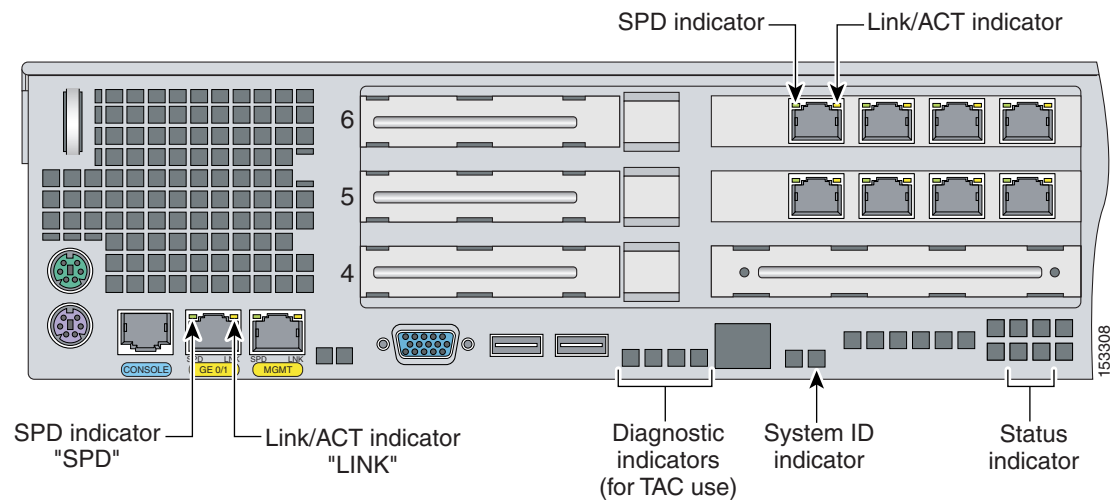 SPD indicator
Link/ACT indicator
6
5
4
SPD LNK
SPD LNK
CONSOLE
GE 0/1
MGMT
153308
SPD indicator
"SPD"
Link/ACT indicator
"LINK"
Diagnostic
indicators
(for TAC use)
System ID
indicator
Status
indicator